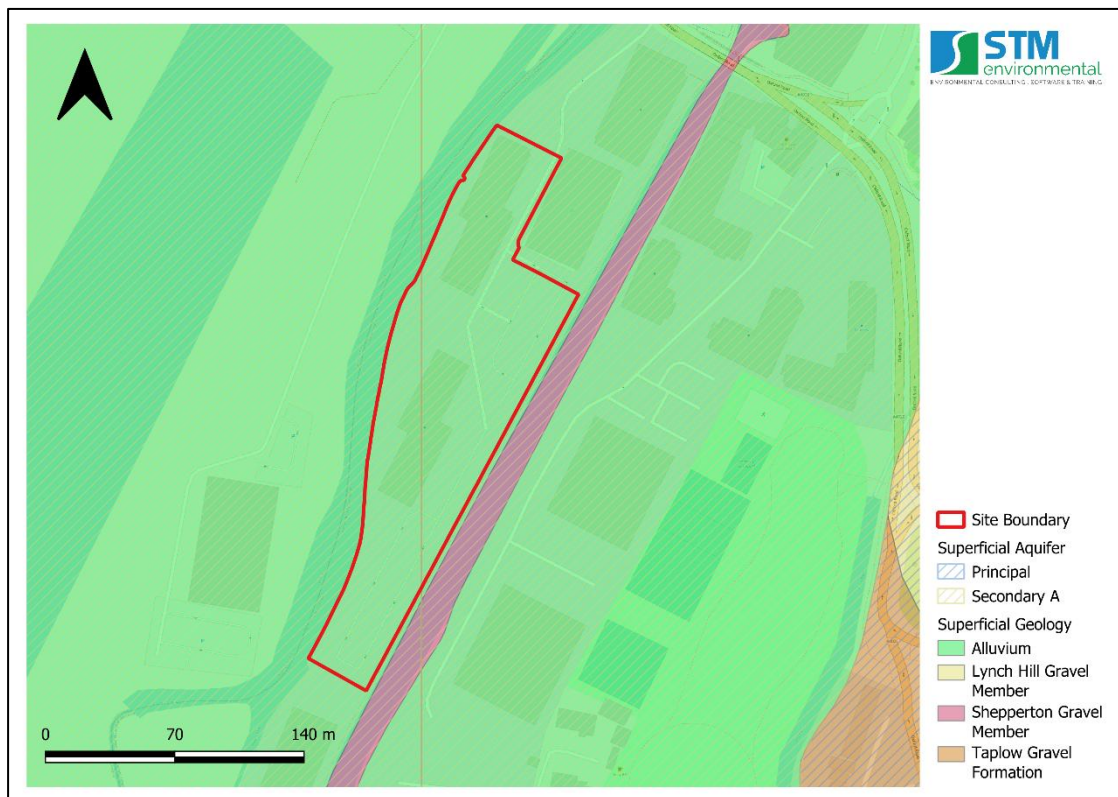 STM
environmental
ENVIRONMENTAL CONSULTING, SOFTWARE & TRAINING
Site Boundary
Superficial Aquifer
Principal
Secondary A
Superficial Geology
Alluvium
Lynch Hill Gravel
Member
Shepperton Gravel
Member
Taplow Gravel
Formation
0 70 140 m